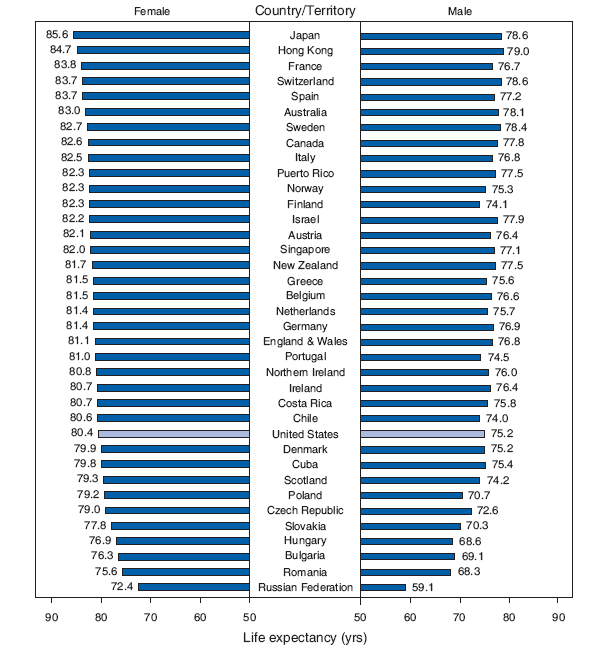 Female Country/Territory Male
85.6 Japan 78.6
84.7 Hong Kong 79.0
83.8 France 76.7
83.7 Switzerland 78.6
83.7 Spain 77.2
83.0 Australia 78.1
82.7 Sweden 78.4
82.6 Canada 77.8
82.5 Italy 76.8
82.3 Puerto Rico 77.5
82.3 Norway 75.3
82.3 Finland 74.1
82.2 Israel 77.9
82.1 Austria 76.4
82.0 Singapore 77.1
81.7 New Zealand 77.5
81.5 Greece 75.6
81.5 Belgium 76.6
81.4 Netherlands 75.7
81.4 Germany 76.9
81.1 England & Wales 76.8
81.0 Portugal 74.5
80.8 Northern Ireland 76.0
80.7 Ireland 76.4
80.7 Costa Rica 75.8
80.6 Chile 74.0
80.4 United States 75.2
79.9 Denmark 75.2
79.8 Cuba 75.4
79.3 Scotland 74.2
79.2 Poland 70.7
79.0 Czech Republic 72.6
77.8 Slovakia 70.3
76.9 Hungary 68.6
76.3 Bulgaria 69.1
75.6 Romania 68.3
72.4 Russian Federation 59.1
90 80 70 60 50 50 60 70 80 90
Life expectancy (yrs)